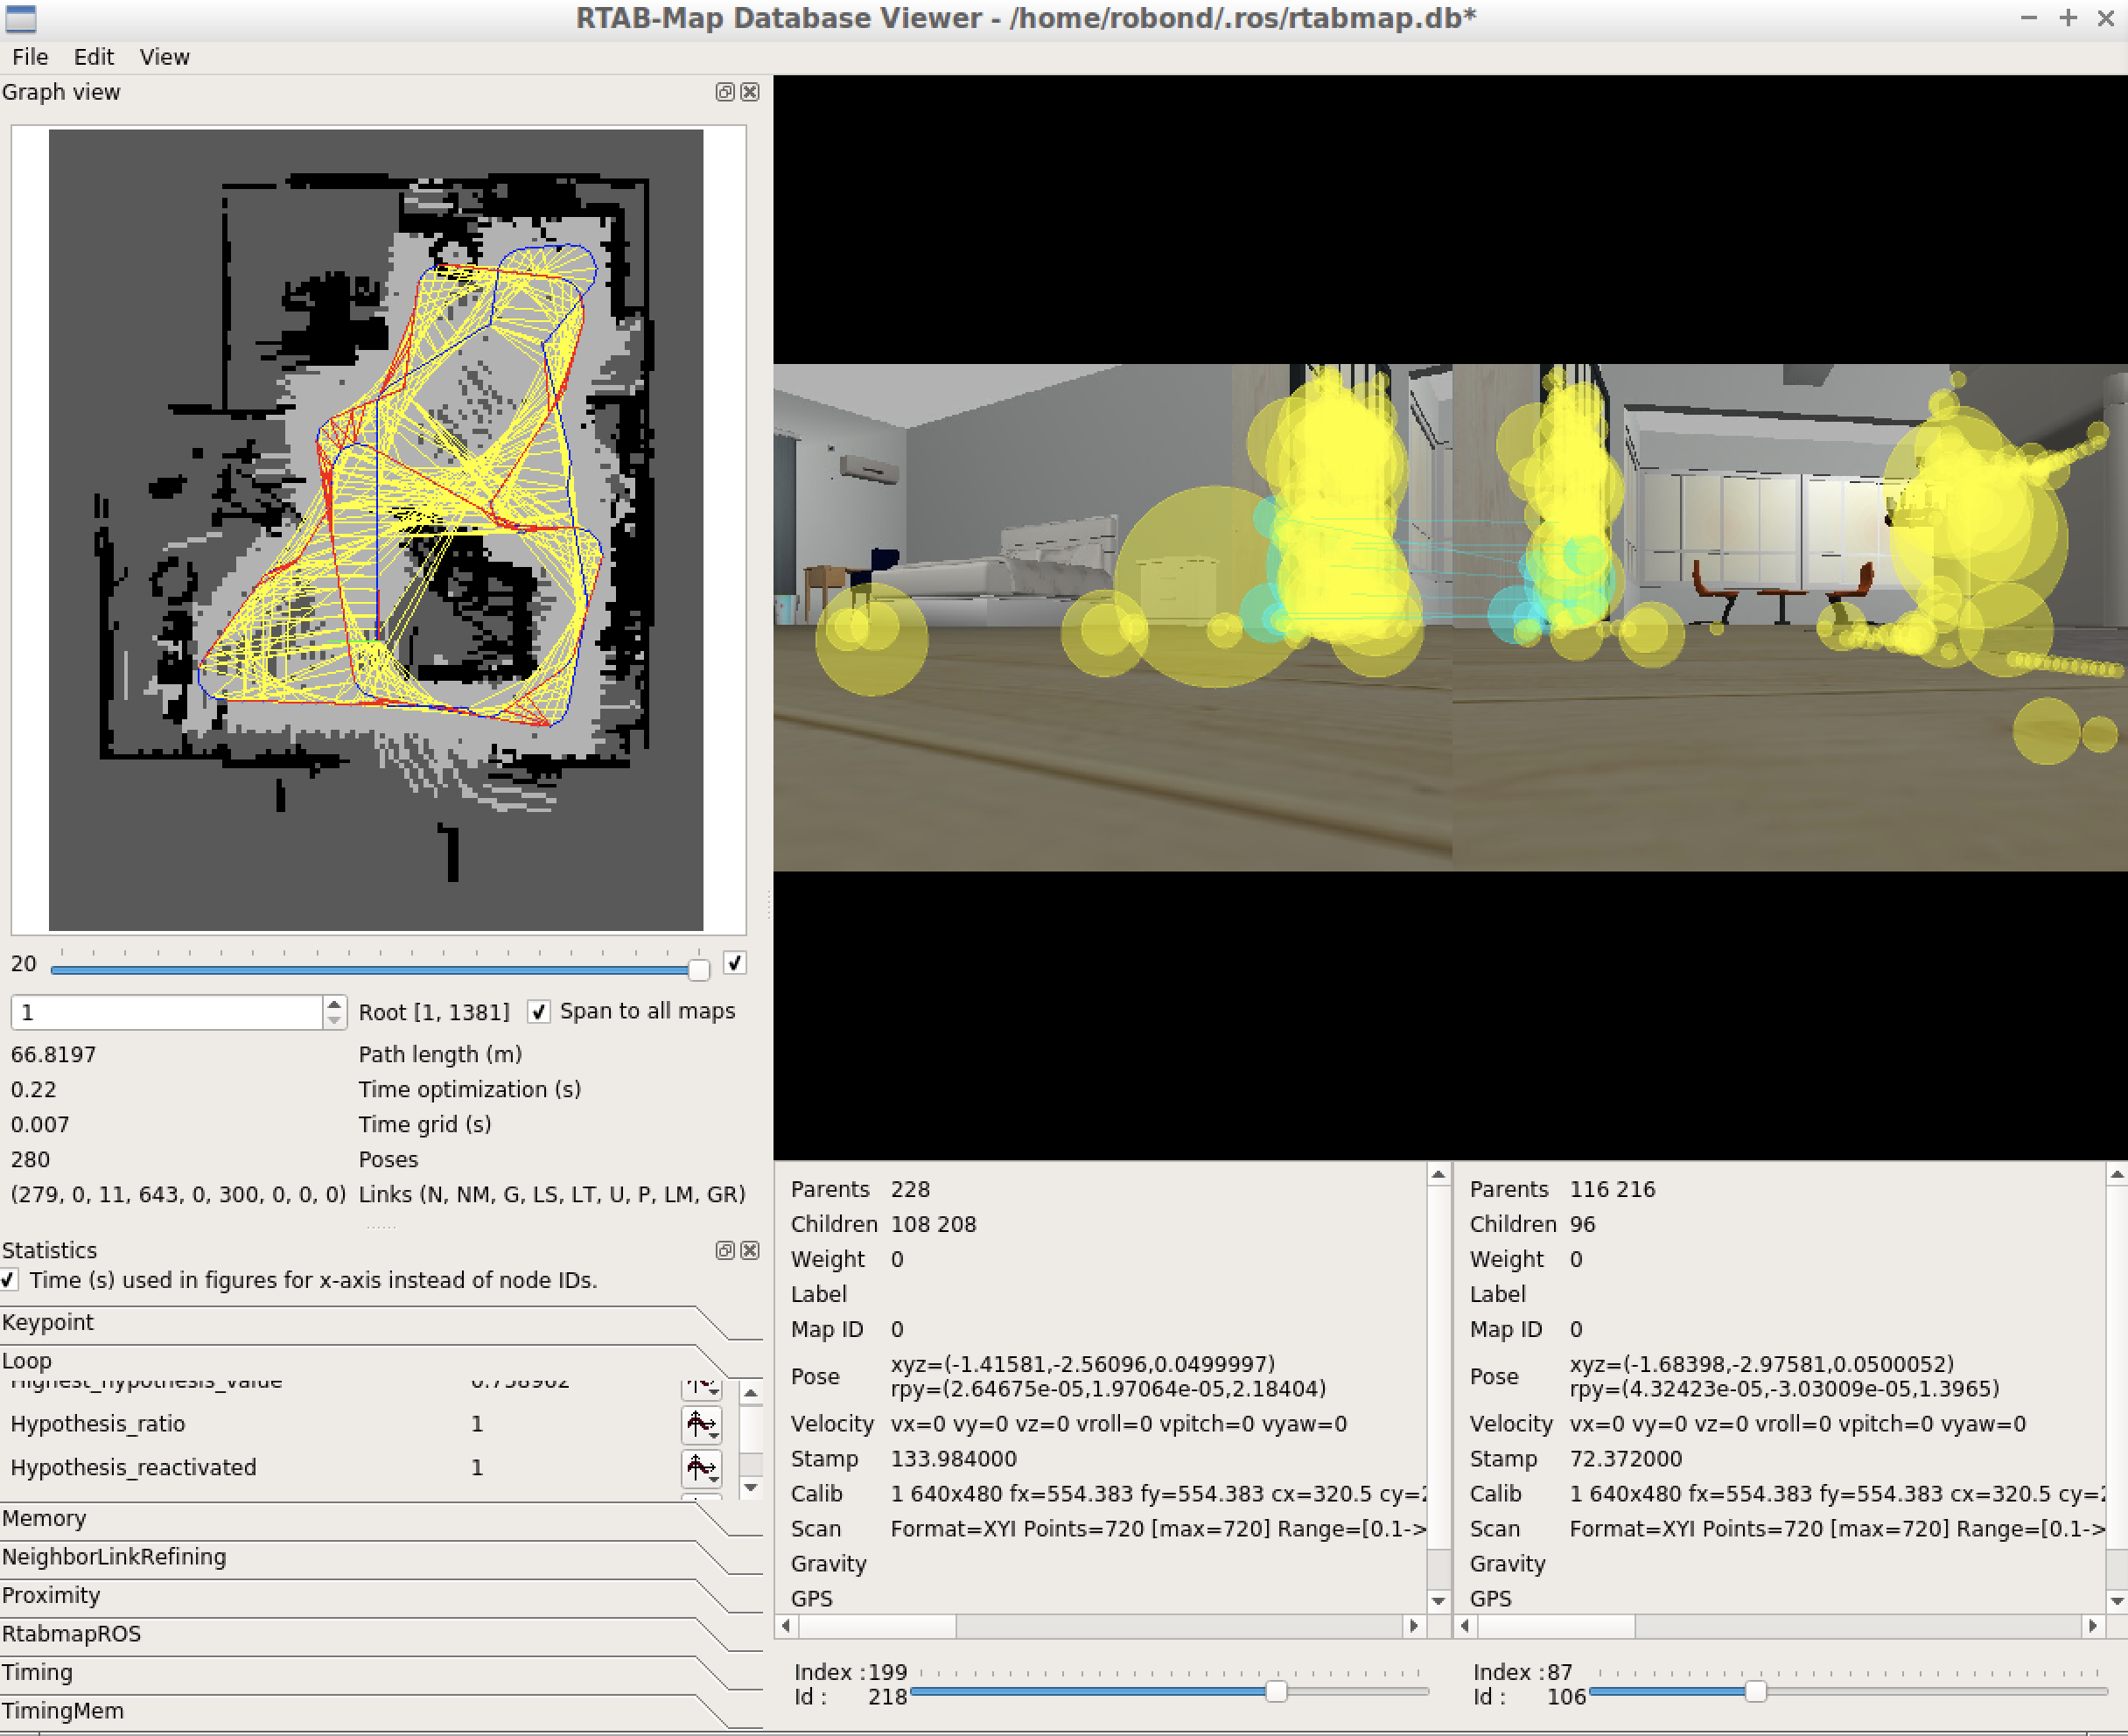 RTAB-Map Database Viewer - /home/robond/.ros/rtabmap.db*
File Edit View
Graph view
20
1 Root [1, 1381] Span to all maps
66.8197 Path length (m)
0.22 Time optimization (s)
0.007 Time grid (s)
280 Poses
(279, 0, 11, 643, 0, 300, 0, 0, 0) Links (N, NM, G, LS, LT, U, P, LM, GR)
Statistics
Time (s) used in figures for x-axis instead of node IDs.
Keypoint
Loop
Highest_hypothesis_value 0.738962
Hypothesis_ratio 1
Hypothesis_reactivated 1
Memory
NeighborLinkRefining
Proximity
RtabmapROS
Timing
TimingMem
Parents 228
Children 108 208
Weight 0
Label
Map ID 0
Pose xyz=(-1.41581,-2.56096,0.0499997)
rpy=(2.64675e-05,1.97064e-05,2.18404)
Velocity vx=0 vy=0 vz=0 vroll=0 vpitch=0 vyaw=0
Stamp 133.984000
Calib 1 640x480 fx=554.383 fy=554.383 cx=320.5 cy=
Scan Format=XYI Points=720 [max=720] Range=[0.1->
Gravity
GPS
Index : 199
Id : 218
Parents 116 216
Children 96
Weight 0
Label
Map ID 0
Pose xyz=(-1.68398,-2.97581,0.0500052)
rpy=(4.32423e-05,-3.03009e-05,1.3965)
Velocity vx=0 vy=0 vz=0 vroll=0 vpitch=0 vyaw=0
Stamp 72.372000
Calib 1 640x480 fx=554.383 fy=554.383 cx=320.5 cy=
Scan Format=XYI Points=720 [max=720] Range=[0.1->
Gravity
GPS
Index : 87
Id : 106